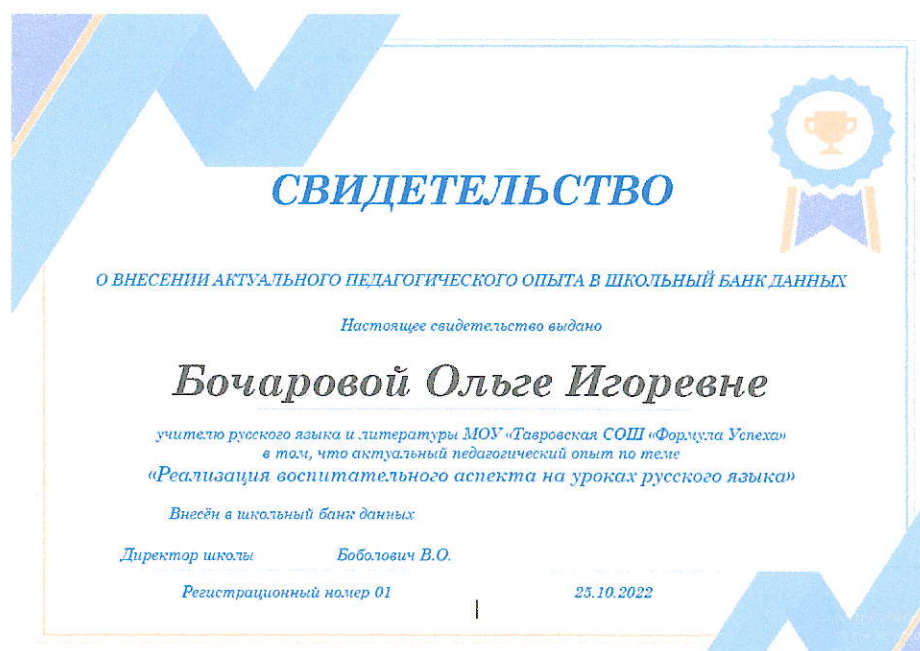 СВИДЕТЕЛЬСТВО
О ВНЕСЕНИИ АКТУАЛЬНОГО ПЕДАГОГИЧЕСКОГО ОПЫТА В ШКОЛЬНЫЙ БАНК ДАННЫХ
Настоящее свидетельство выдано
Бочаровой Ольге Игоревне
учителю русского языка и литературы МОУ «Тавровская СОШ «Формула Успеха»
в том, что актуальный педагогический опыт по теме
«Реализация воспитательного аспекта на уроках русского языка»
Внесён в школьный банк данных
Директор школы Боболович В.О.
Регистрационный номер 01 25.10.2022